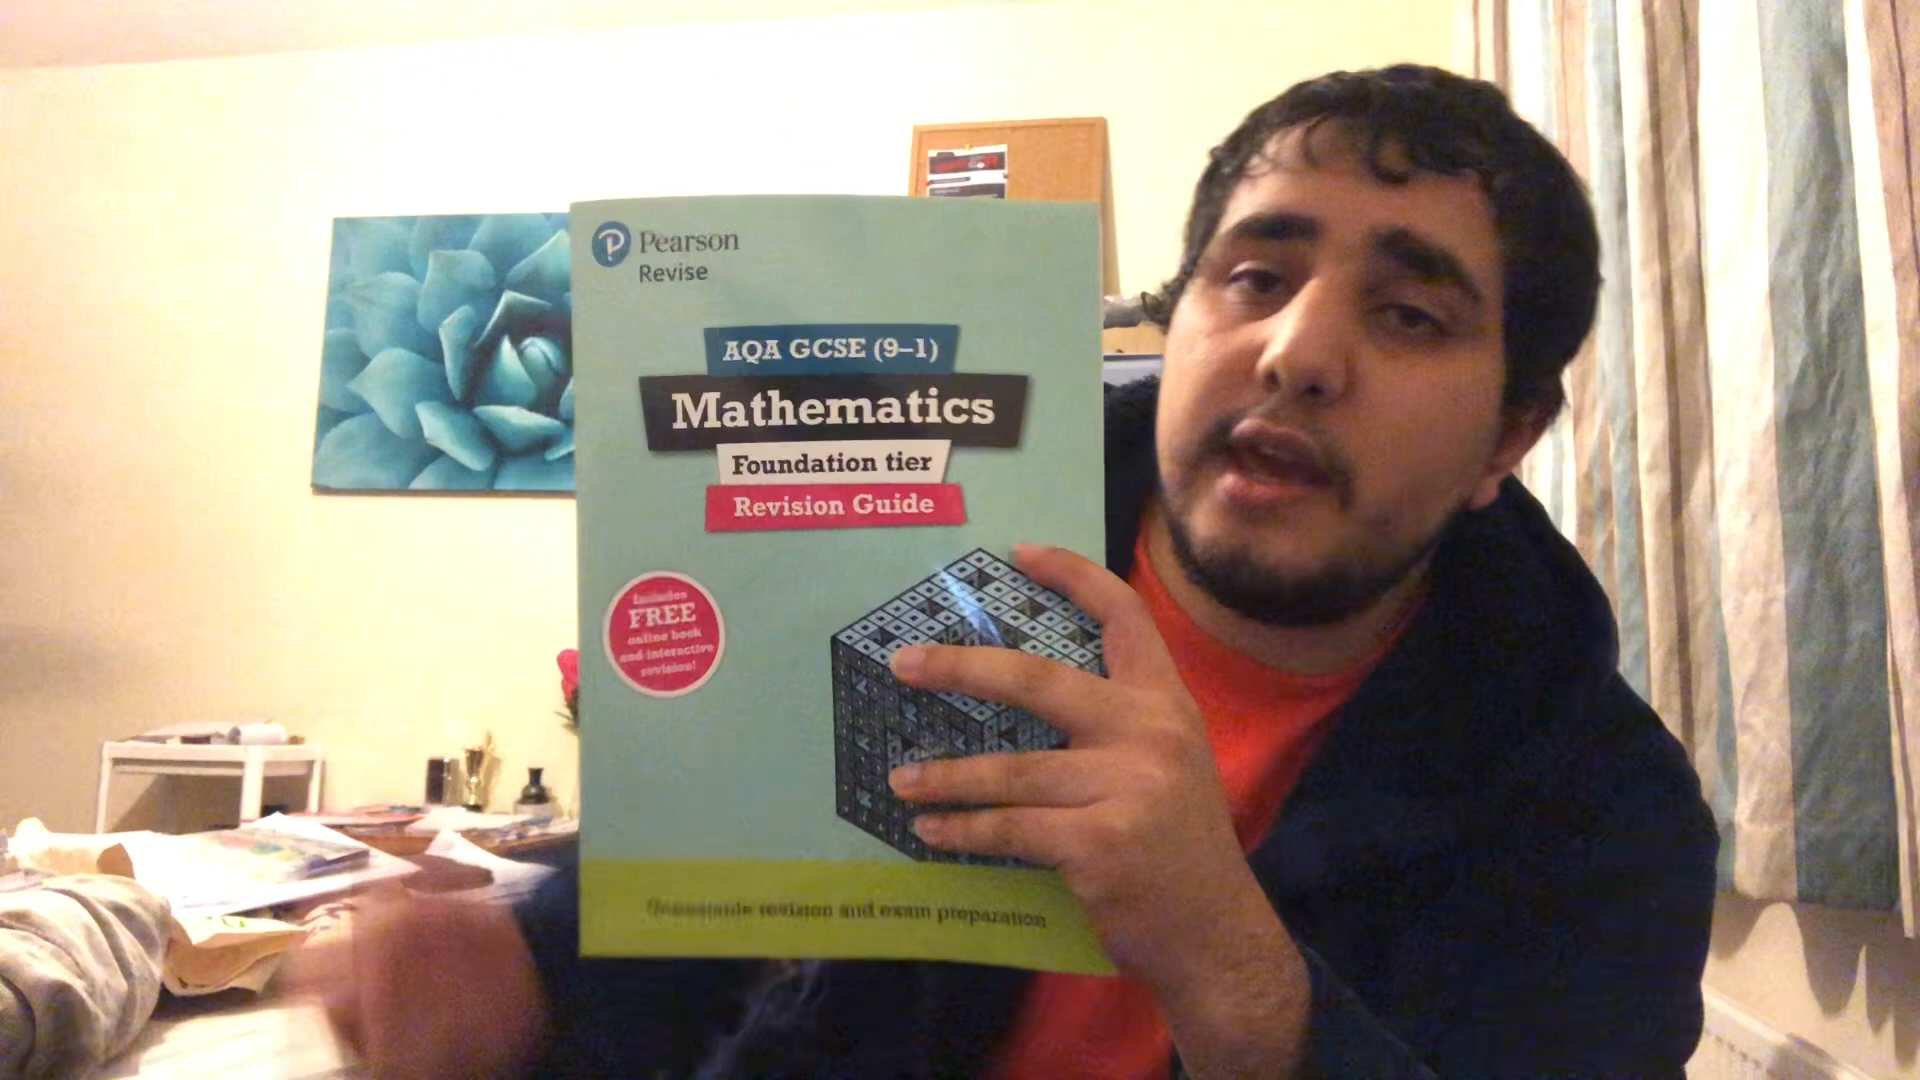 Pearson
Revise
AQA GCSE (9–1)
Mathematics
Foundation tier
Revision Guide
Includes
FREE
online book
and interactive
revision!
revision and exam preparation